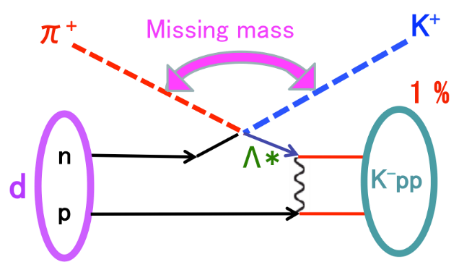 π⁺
Missing mass
K⁺
1 %
n
Λ*
K⁻pp
d
p